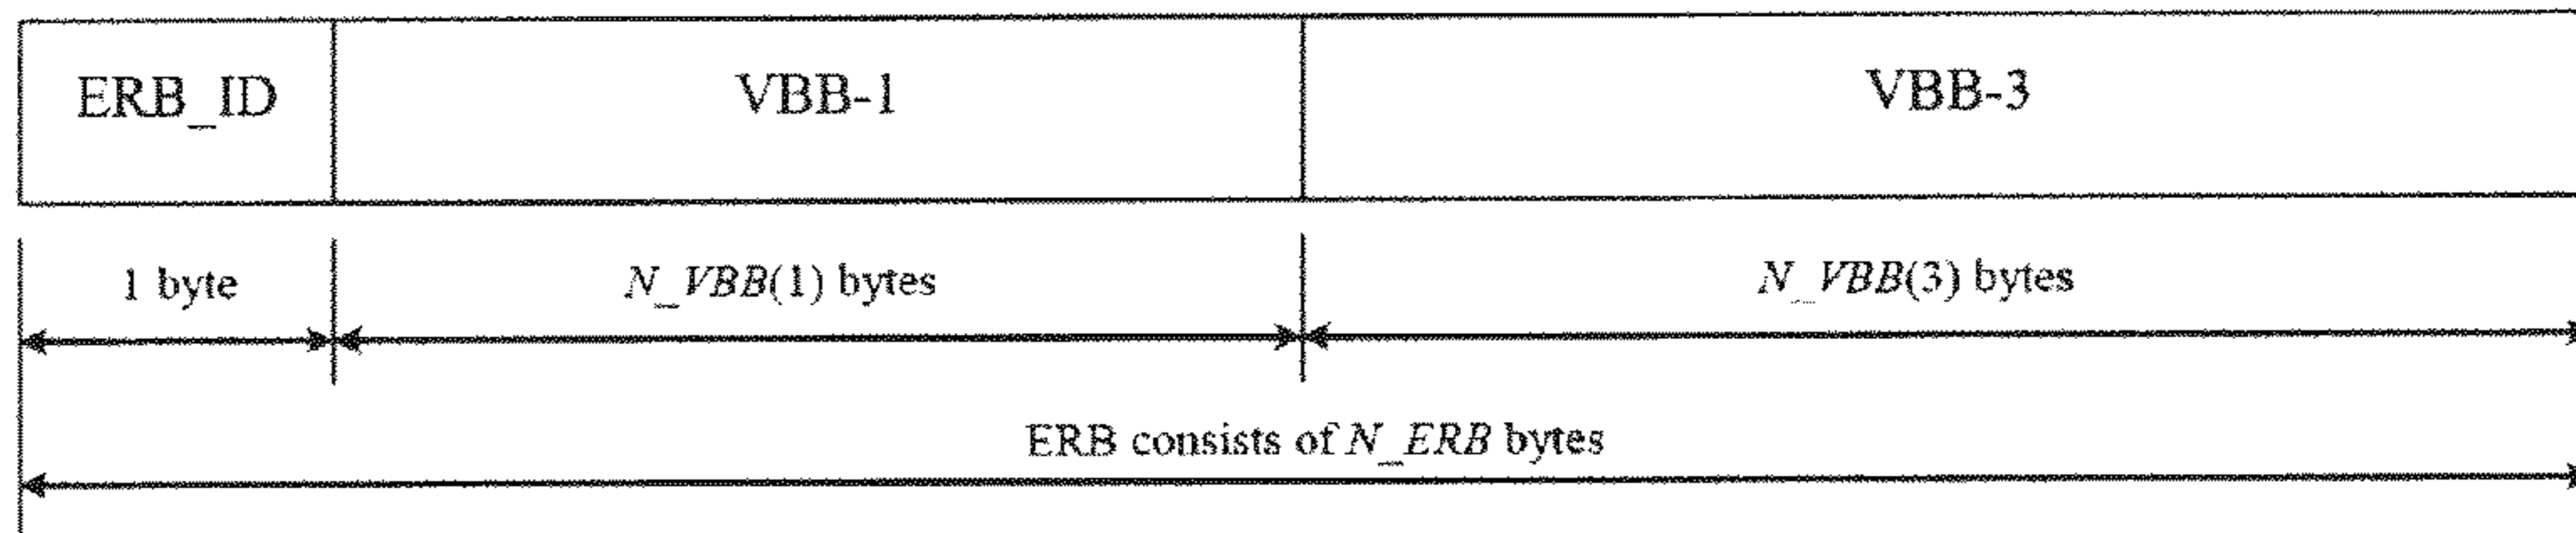 ERB_ID VBB-1 VBB-3
1 byte N_VBB(1) bytes N_VBB(3) bytes
ERB consists of N_ERB bytes